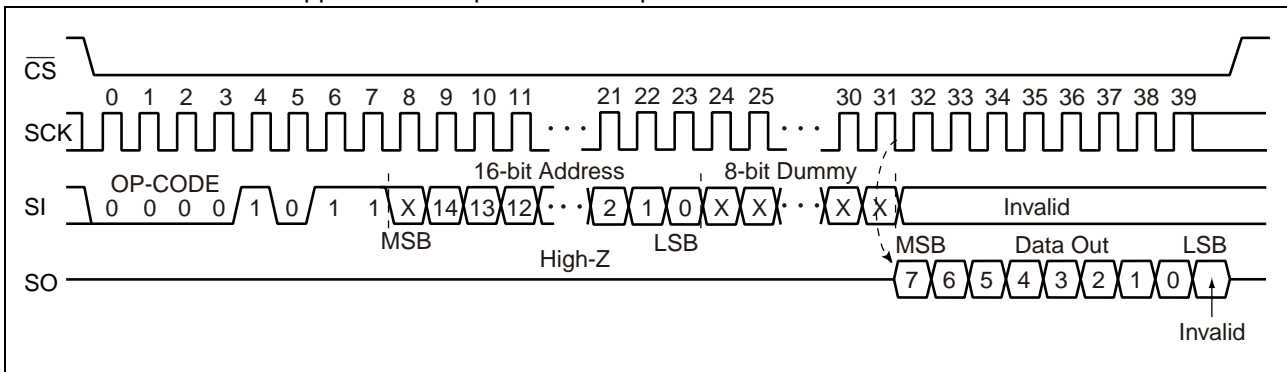 CS
0 1 2 3 4 5 6 7 8 9 10 11 21 22 23 24 25 30 31 32 33 34 35 36 37 38 39
SCK
OP-CODE 16-bit Address 8-bit Dummy
SI 0 0 0 0 1 0 1 1 X 14 13 12 2 1 0 X X X X Invalid
MSB LSB MSB Data Out LSB
High-Z
SO 7 6 5 4 3 2 1 0
Invalid